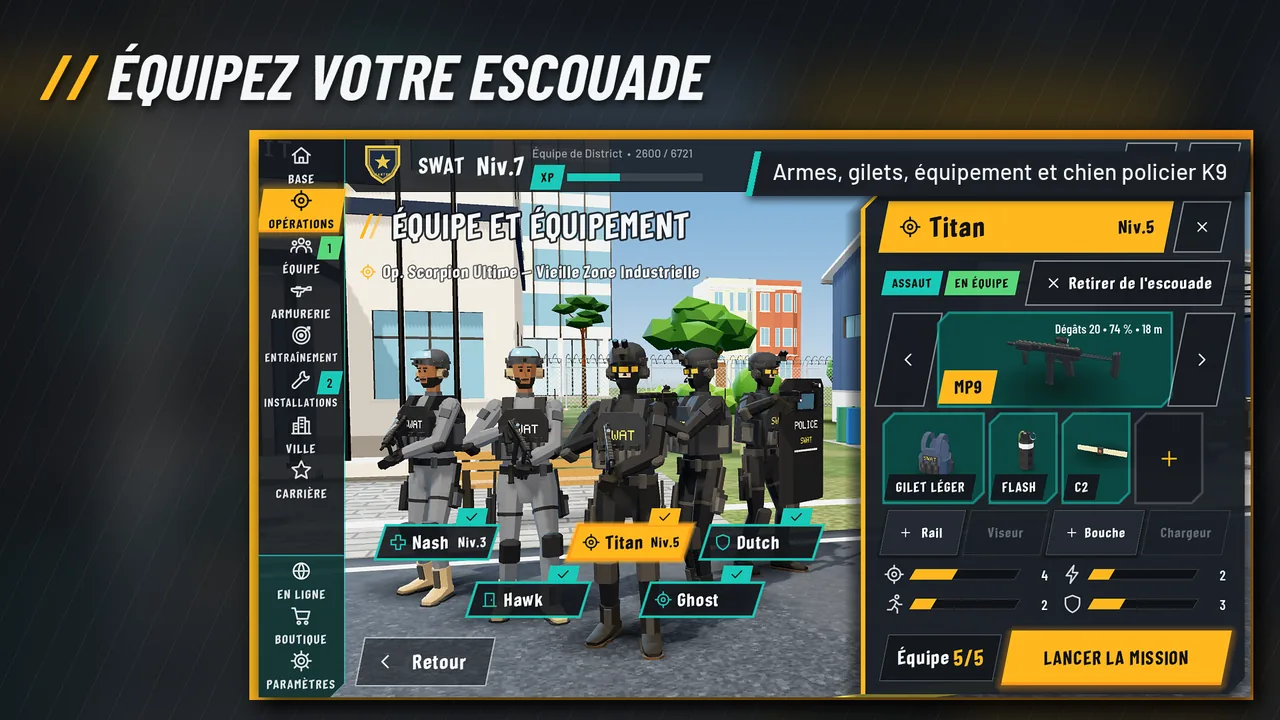 // ÉQUIPEZ VOTRE ESCOUADE
BASE
OPÉRATIONS
1
ÉQUIPE
ARMURERIE
ENTRAÎNEMENT
2
INSTALLATIONS
VILLE
CARRIÈRE
EN LIGNE
BOUTIQUE
PARAMÈTRES
SWAT Niv.7
Équipe de District • 2600 / 6721
XP
Armes, gilets, équipement et chien policier K9
// ÉQUIPE ET ÉQUIPEMENT
Op. Scorpion Ultime – Vieille Zone Industrielle
WAT
WAT
WAT
SW
POLICE
SWAT
Nash Niv.3
Titan Niv.5
Dutch
Hawk
Ghost
Retour
Titan Niv.5
ASSAUT
EN ÉQUIPE
Retirer de l'escouade
Dégâts 20 • 74 % • 18 m
MP9
SWAT
GILET LÉGER
FLASH
C2
+
+ Rail
Viseur
+ Bouche
Chargeur
4
2
2
3
Équipe 5/5
LANCER LA MISSION